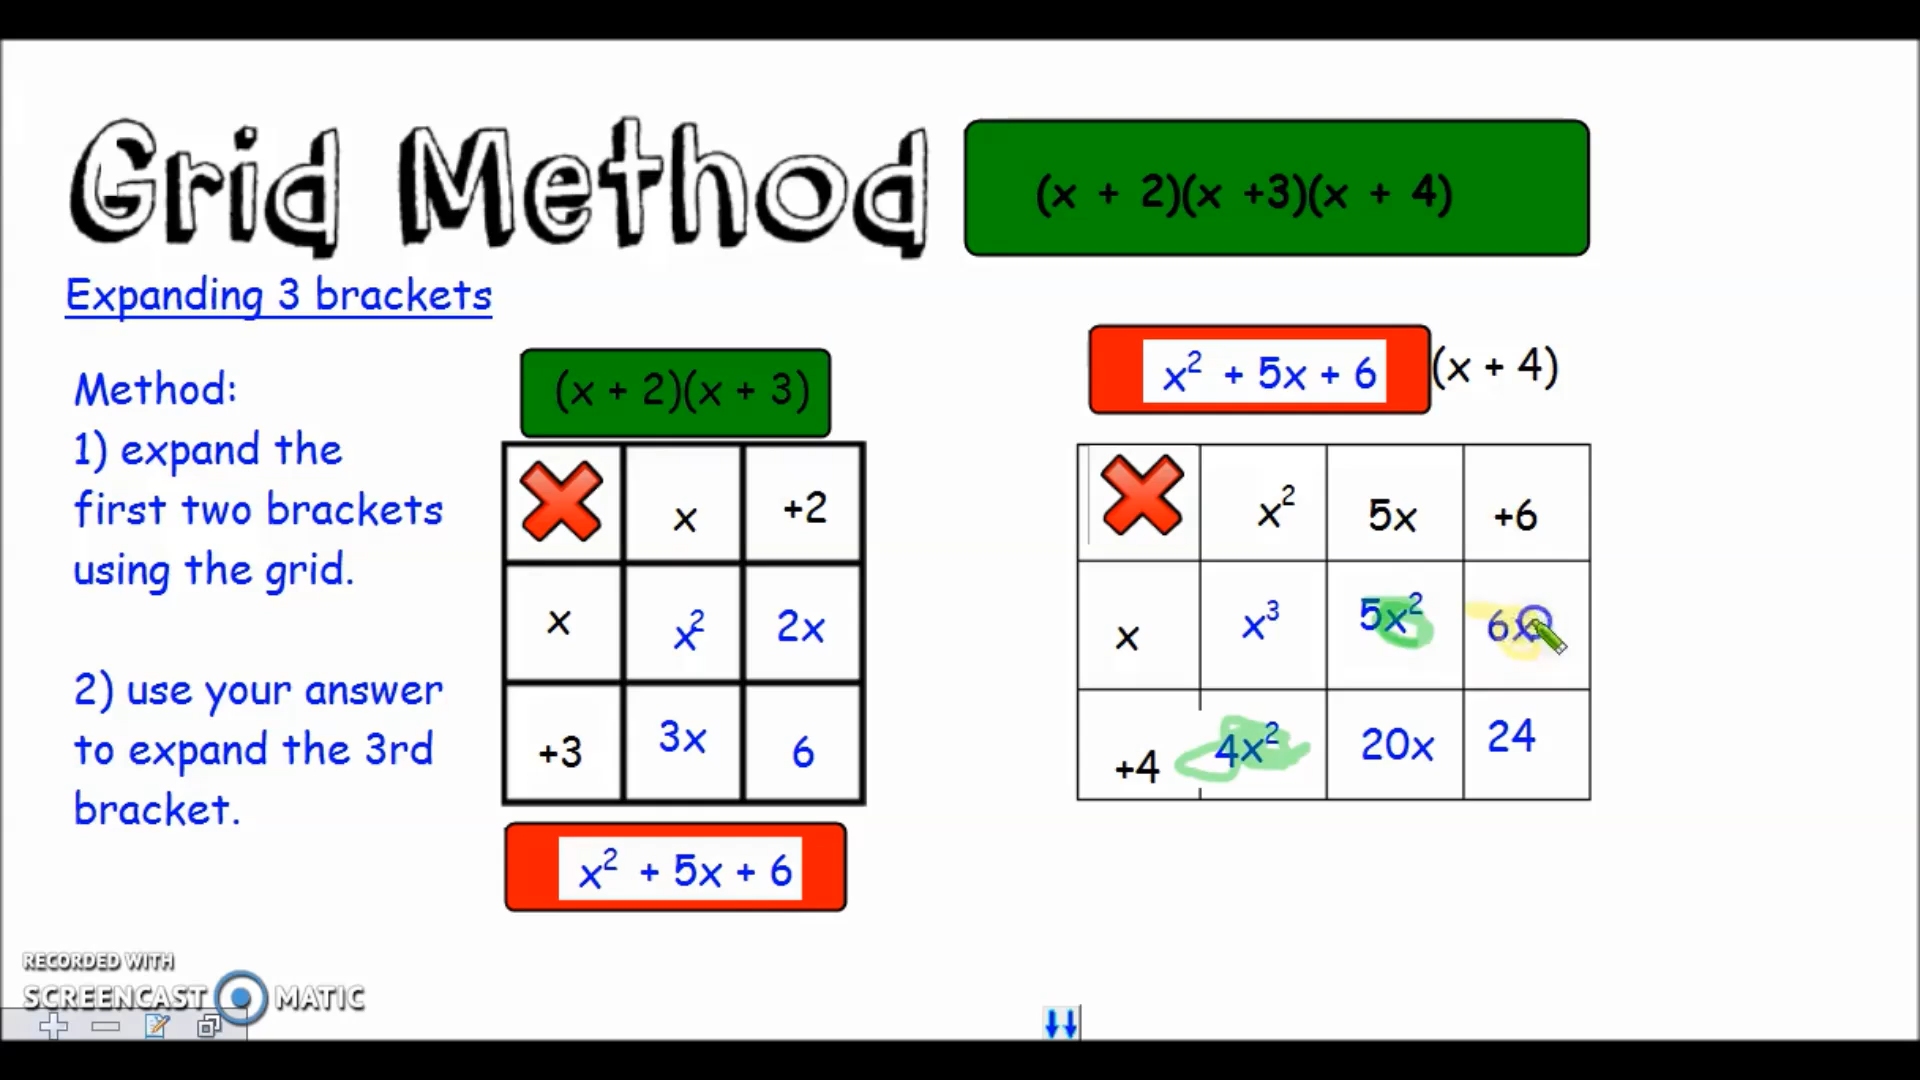 Grid Method
(x + 2)(x +3)(x + 4)
Expanding 3 brackets
Method:
1) expand the
first two brackets
using the grid.
2) use your answer
to expand the 3rd
bracket.
(x + 2)(x + 3)
x +2
x x² 2x
+3 3x 6
x² + 5x + 6
x² + 5x + 6 (x + 4)
x² 5x +6
x x³ 5x² 6x
+4 4x² 20x 24
RECORDED WITH
SCREENCAST MATIC